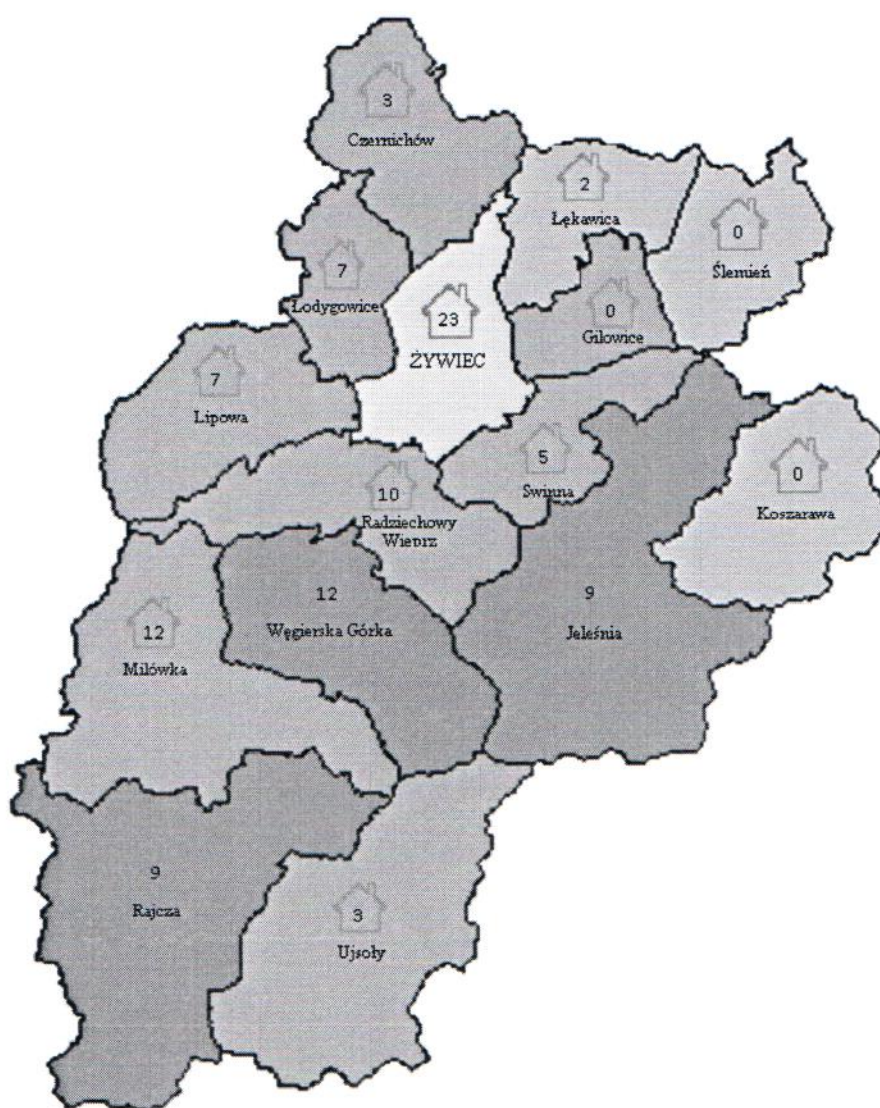 3
Czernichów
2
Łękawica
0
Ślemień
7
Łodygowice
23
ŻYWIEC
0
Gilowice
7
Lipowa
5
Świnna
0
Koszarawa
10
Radziechowy
Wieprz
12
Węgierska Górka
9
Jeleśnia
12
Milówka
9
Rajcza
3
Ujsoły